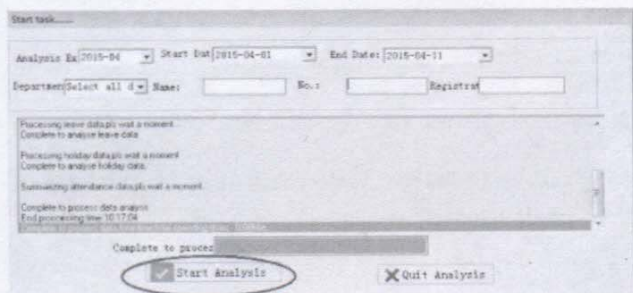 Start task........
Analysis Ex 2015-04 Start Dat 2015-04-01 End Date: 2015-04-11
Departmen Select all d Name: No.: Registrat
Processing leave data,pls wait a moment
Complete to analyse leave data
Processing holiday data,pls wait a moment
Complete to analyse holiday data.
Summarizing attendance data,pls wait a moment.
Complete to process data analysis
End processing time 10:17:04
Complete to proces
Start Analysis Quit Analysis